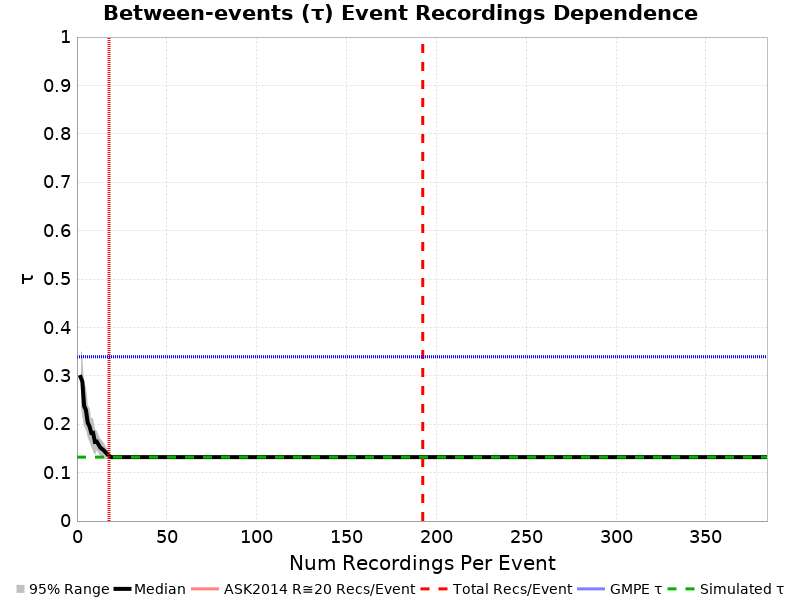 Between-events (τ) Event Recordings Dependence
1
0.9
0.8
0.7
0.6
0.5
0.4
0.3
0.2
0.1
0
τ
0 50 100 150 200 250 300 350
Num Recordings Per Event
95% Range Median ASK2014 R≅20 Recs/Event Total Recs/Event GMPE τ Simulated τ